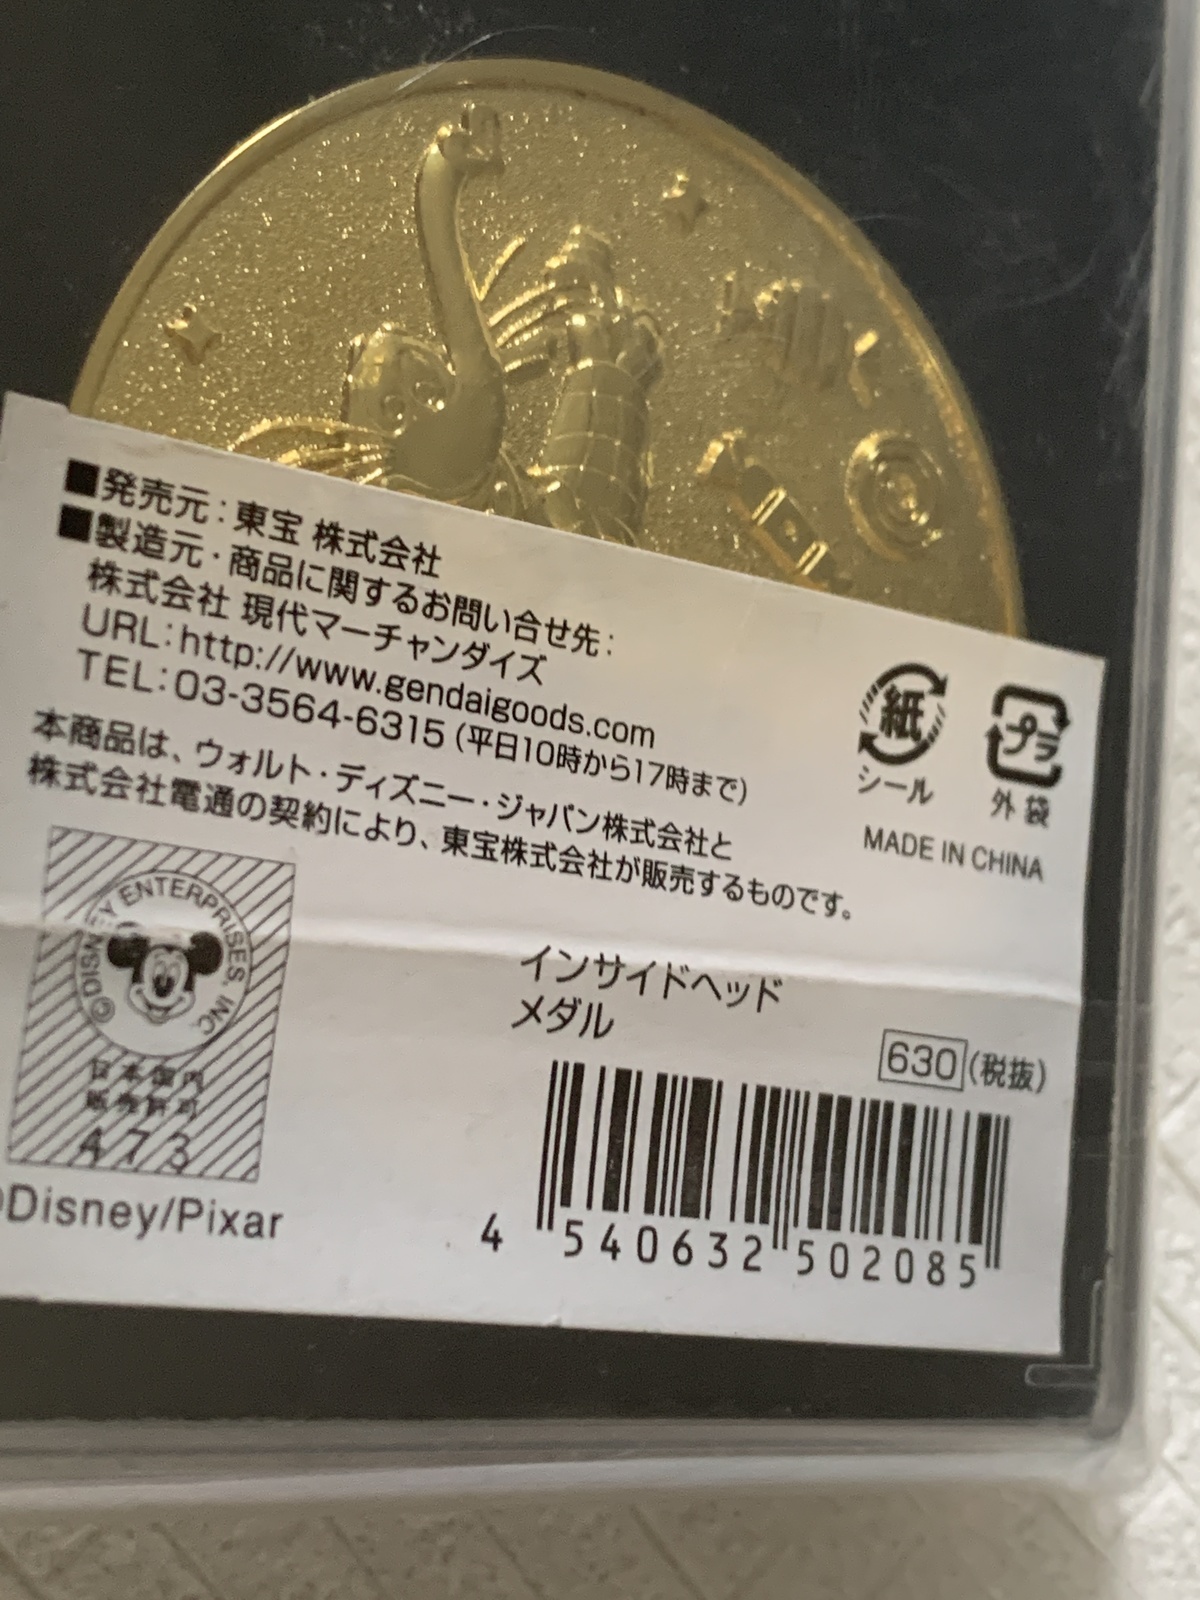 ■発売元：東宝 株式会社
■製造元・商品に関するお問い合せ先：
株式会社 現代マーチャンダイズ
URL：http://www.gendaigoods.com
TEL：03-3564-6315（平日10時から17時まで）
本商品は、ウォルト・ディズニー・ジャパン株式会社と
株式会社電通の契約により、東宝株式会社が販売するものです。
紙
シール
プラ
外袋
MADE IN CHINA
©DISNEY ENTERPRISES, INC.
日本国内
販売許可
473
©Disney/Pixar
インサイドヘッド
メダル
630（税抜）
4 540632 502085